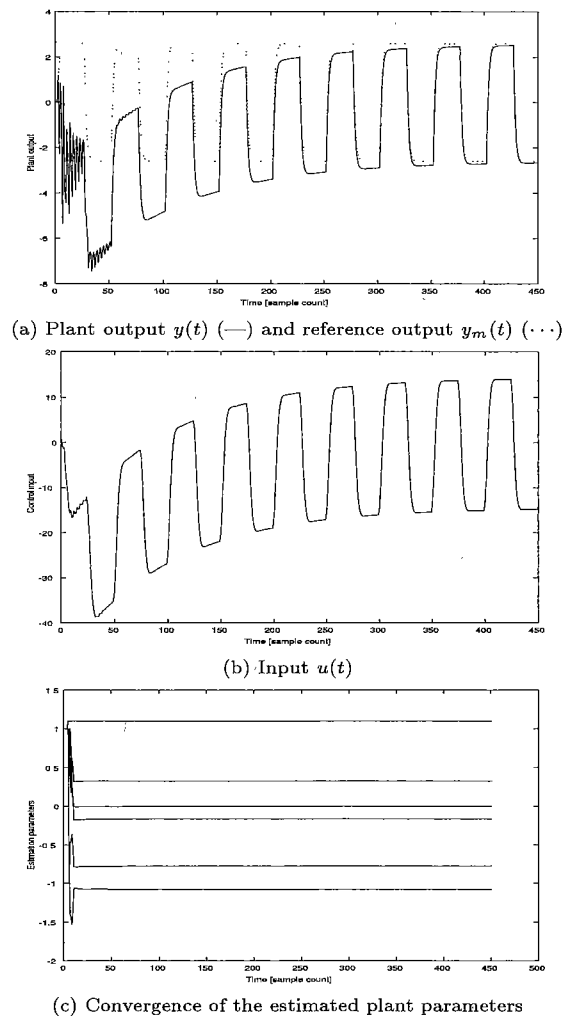 4
2
0
-2
-4
-6
-8
Plant output
0 50 100 150 200 250 300 350 400 450
Time [sample count]
(a) Plant output y(t) (—) and reference output yₘ(t) (···)
20
10
0
-10
-20
-30
-40
Control input
0 50 100 150 200 250 300 350 400 450
Time [sample count]
(b) Input u(t)
1.5
1
0.5
0
-0.5
-1
-1.5
-2
Estimation parameters
0 50 100 150 200 250 300 350 400 450 500
Time [sample count]
(c) Convergence of the estimated plant parameters